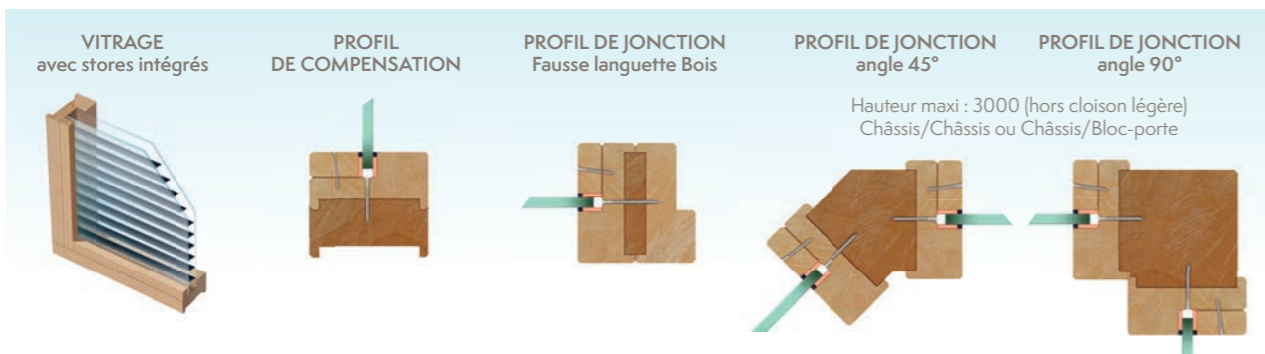 VITRAGE
avec stores intégrés
PROFIL
DE COMPENSATION
PROFIL DE JONCTION
Fausse languette Bois
PROFIL DE JONCTION
angle 45°
PROFIL DE JONCTION
angle 90°
Hauteur maxi : 3000 (hors cloison légère)
Châssis/Châssis ou Châssis/Bloc-porte